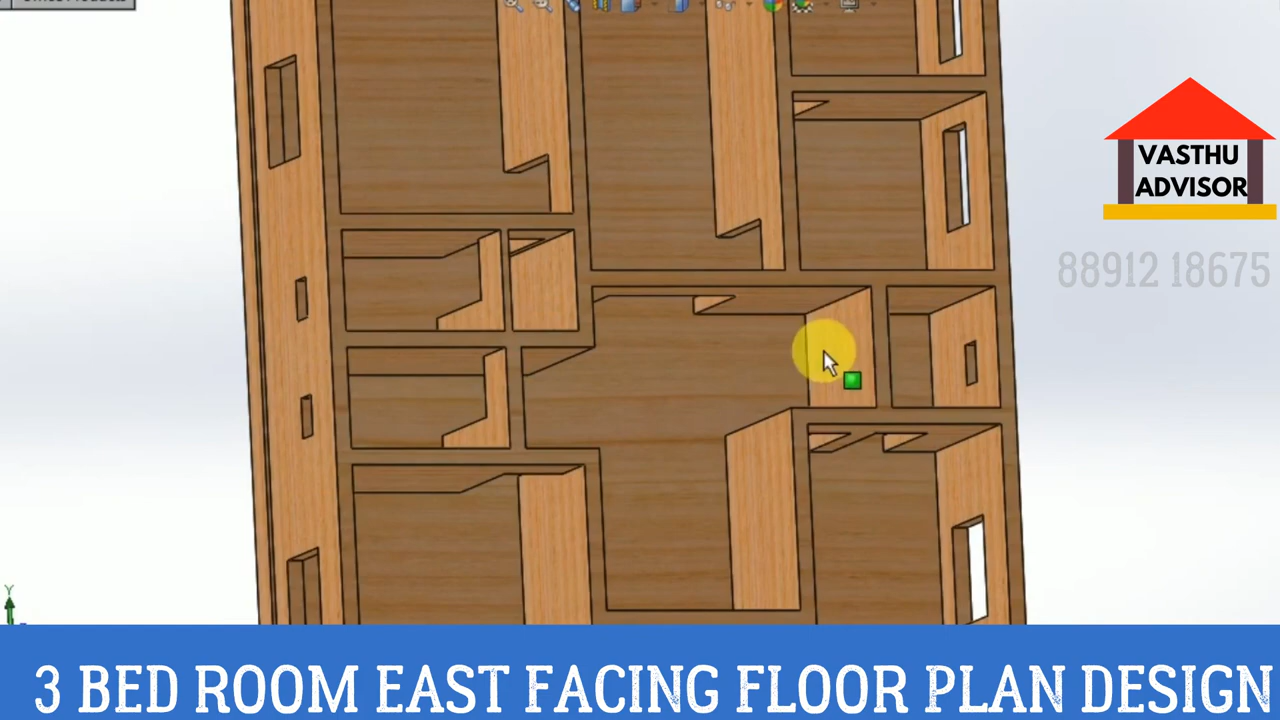 VASTHU
ADVISOR
88912 18675
Y
3 BED ROOM EAST FACING FLOOR PLAN DESIGN